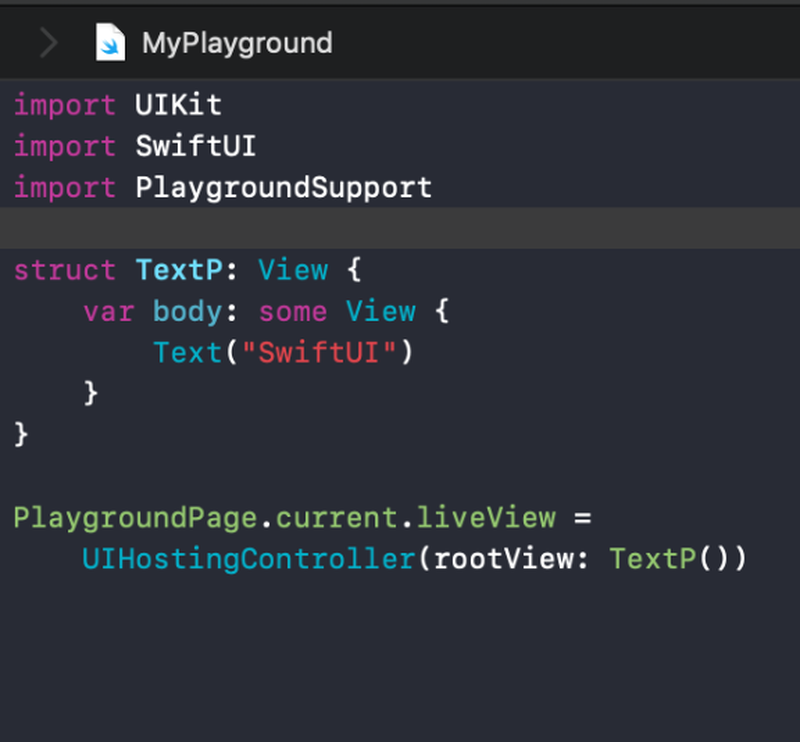 MyPlayground
import UIKit
import SwiftUI
import PlaygroundSupport
struct TextP: View {
    var body: some View {
        Text("SwiftUI")
    }
}
PlaygroundPage.current.liveView =
    UIHostingController(rootView: TextP())